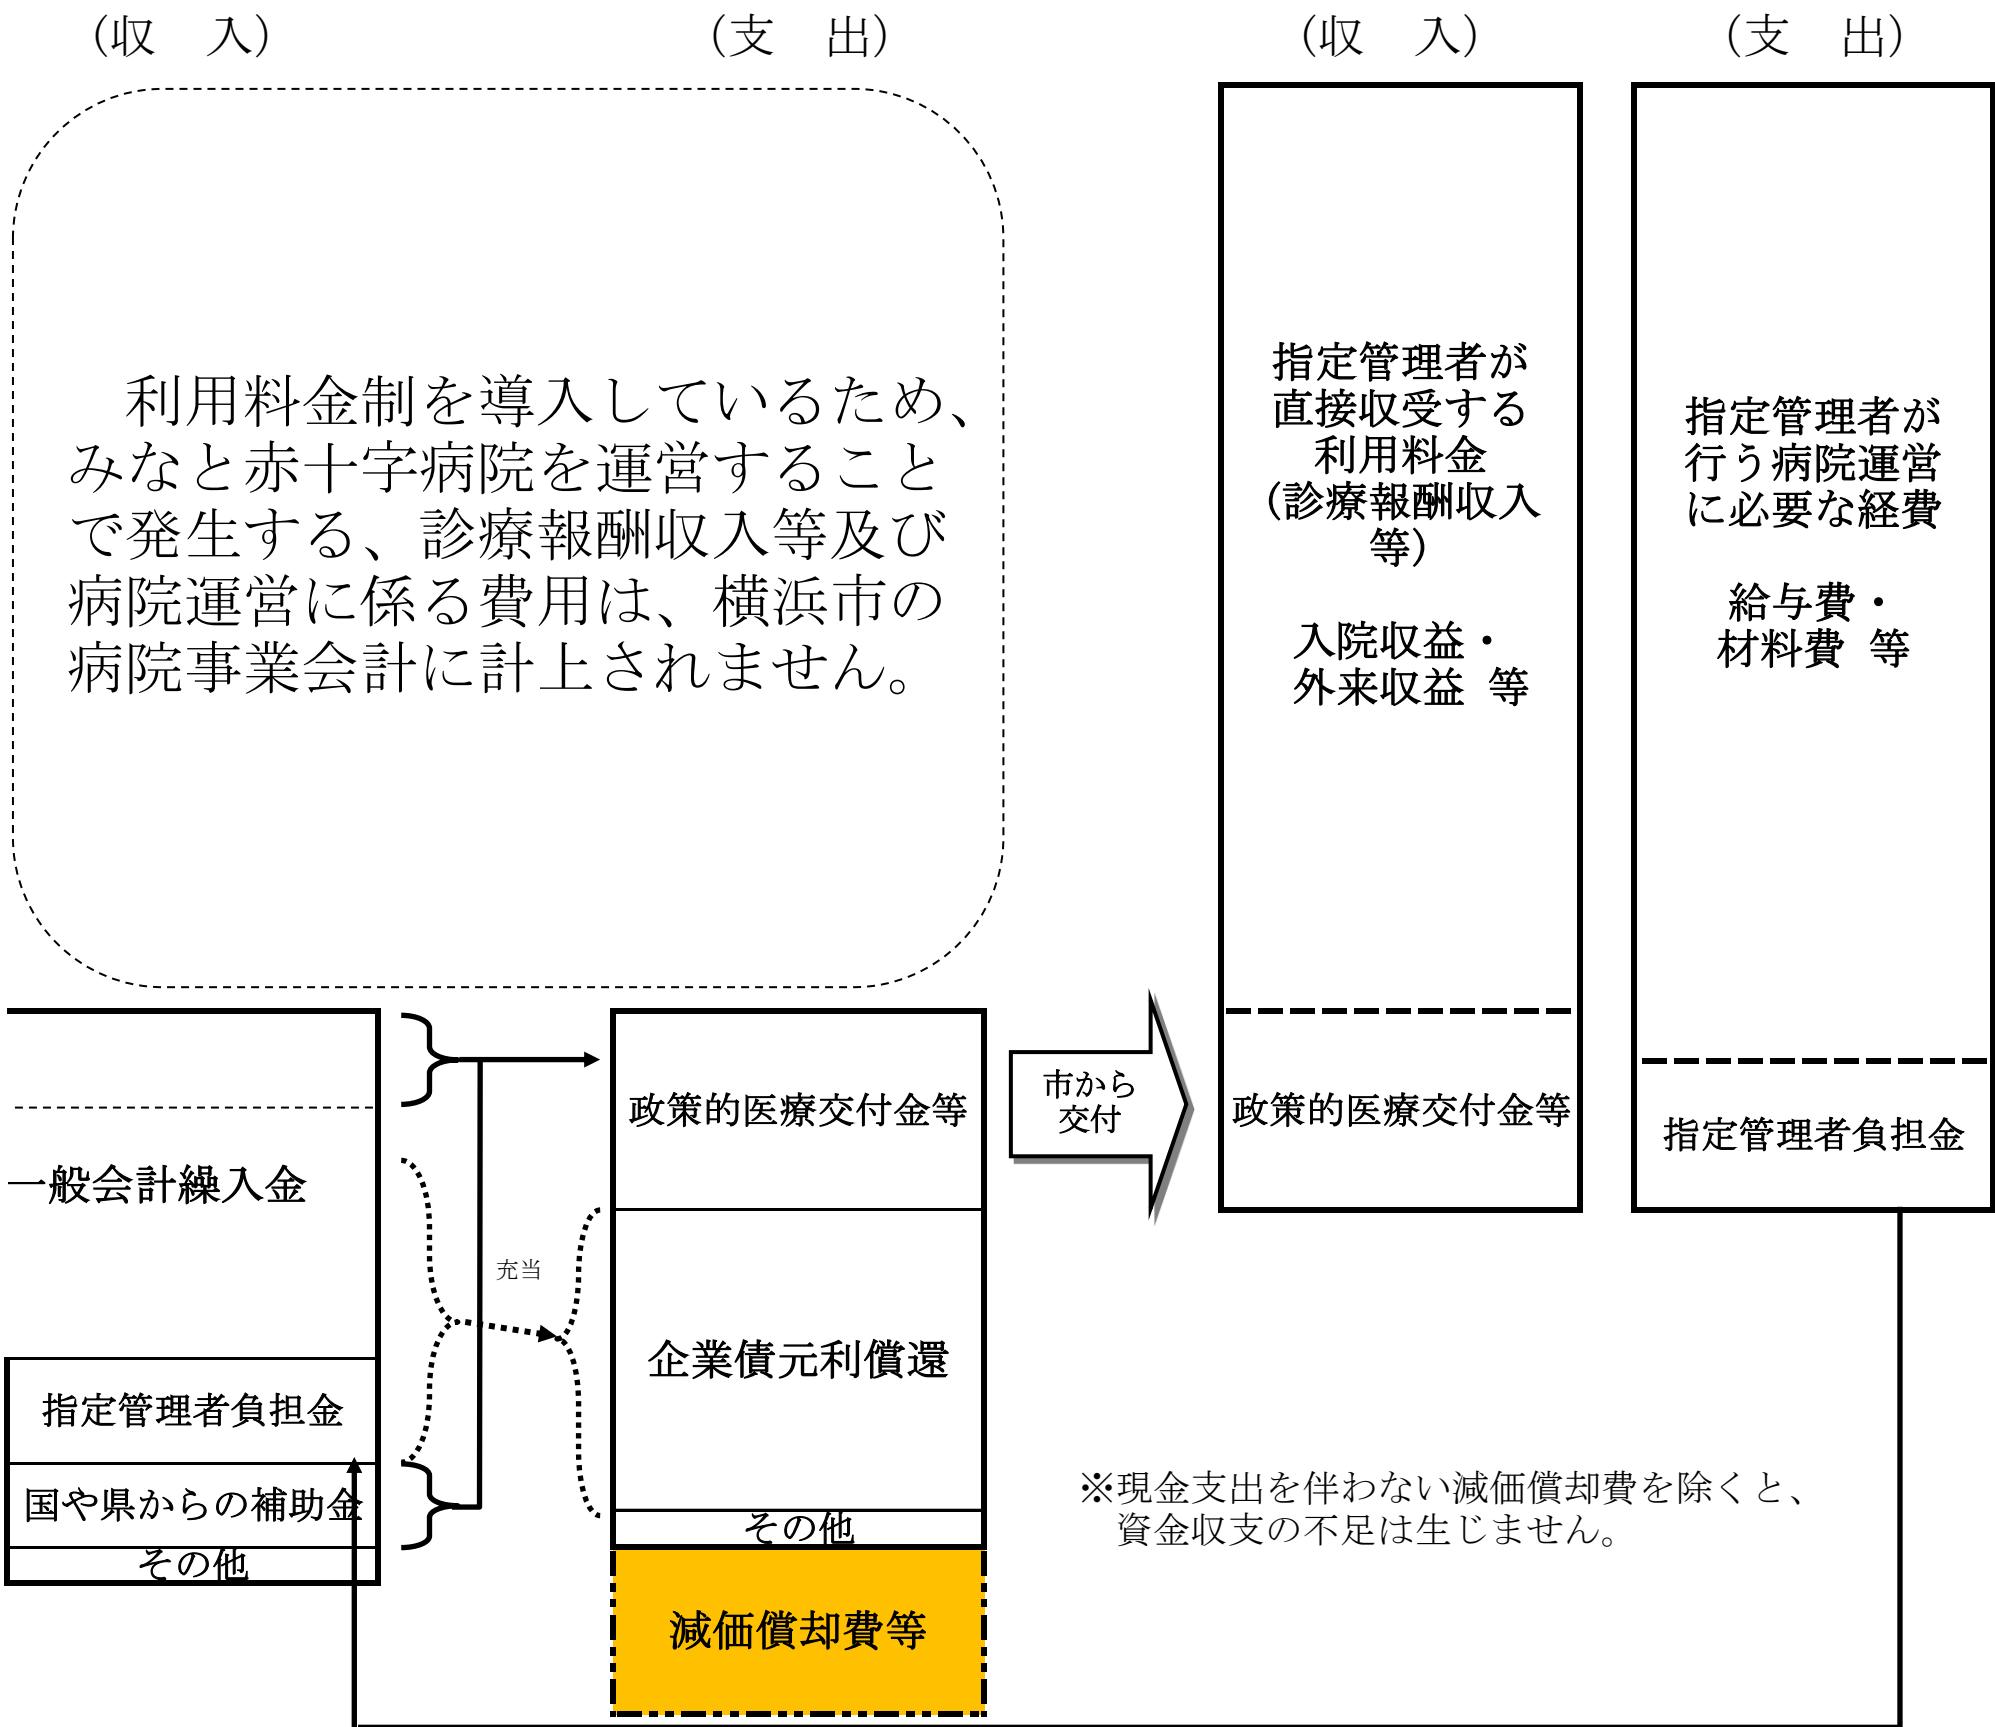 （収　入）
（支　出）
（収　入）
（支　出）
利用料金制を導入しているため、
みなと赤十字病院を運営すること
で発生する、診療報酬収入等及び
病院運営に係る費用は、横浜市の
病院事業会計に計上されません。
指定管理者が
直接収受する
利用料金
（診療報酬収入
等）
入院収益・
外来収益 等
指定管理者が
行う病院運営
に必要な経費
給与費・
材料費 等
一般会計繰入金
指定管理者負担金
国や県からの補助金
その他
充当
政策的医療交付金等
企業債元利償還
その他
減価償却費等
市から
交付
政策的医療交付金等
指定管理者負担金
※現金支出を伴わない減価償却費を除くと、
資金収支の不足は生じません。